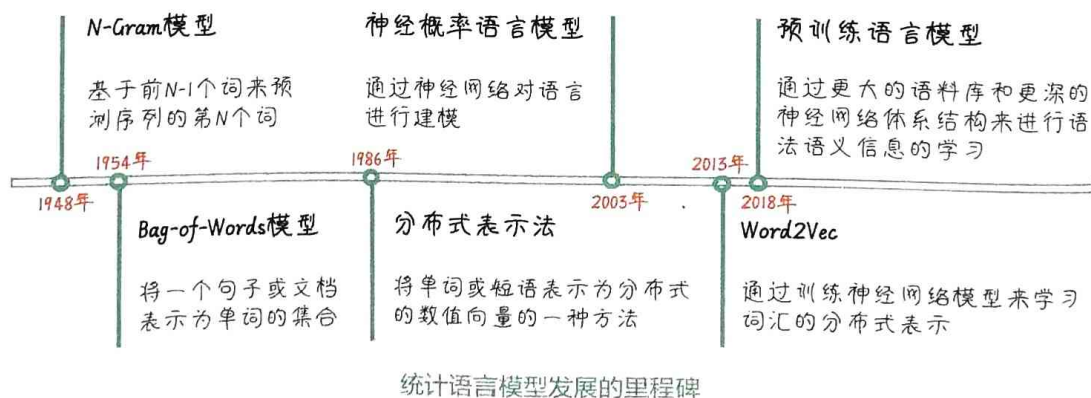 N-Gram模型
基于前N-1个词来预
测序列的第N个词
神经概率语言模型
通过神经网络对语言
进行建模
预训练语言模型
通过更大的语料库和更深的
神经网络体系结构来进行语
法语义信息的学习
1954年
1986年
2013年
1948年
2003年
2018年
Bag-of-Words模型
将一个句子或文档
表示为单词的集合
分布式表示法
将单词或短语表示为分布式
的数值向量的一种方法
Word2Vec
通过训练神经网络模型来学习
词汇的分布式表示
统计语言模型发展的里程碑